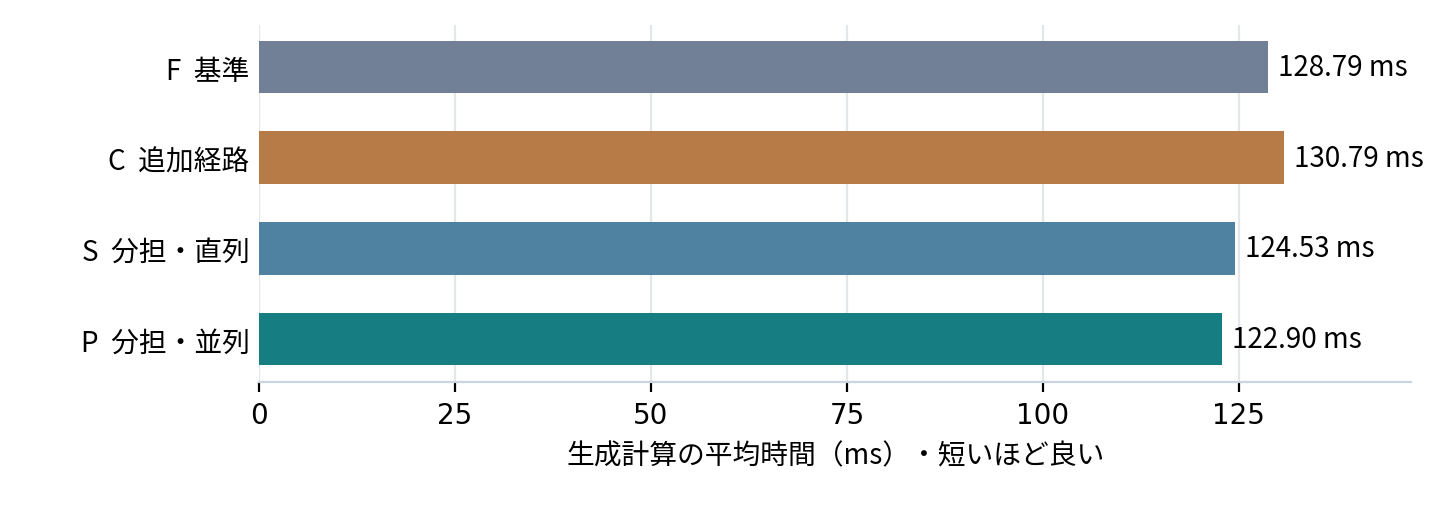 F 基準 128.79 ms
C 追加経路 130.79 ms
S 分担・直列 124.53 ms
P 分担・並列 122.90 ms
0 25 50 75 100 125
生成計算の平均時間（ms）・短いほど良い